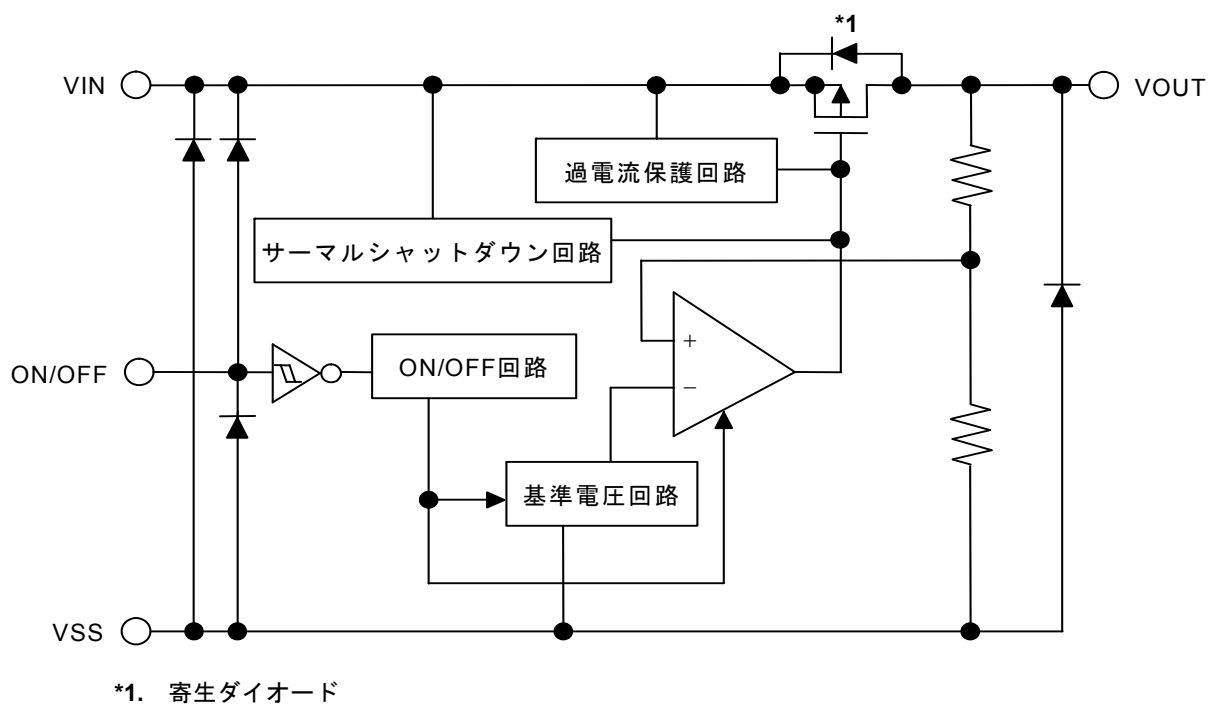 *1
VIN
VOUT
過電流保護回路
サーマルシャットダウン回路
+
ON/OFF
ON/OFF回路
−
基準電圧回路
VSS
*1. 寄生ダイオード